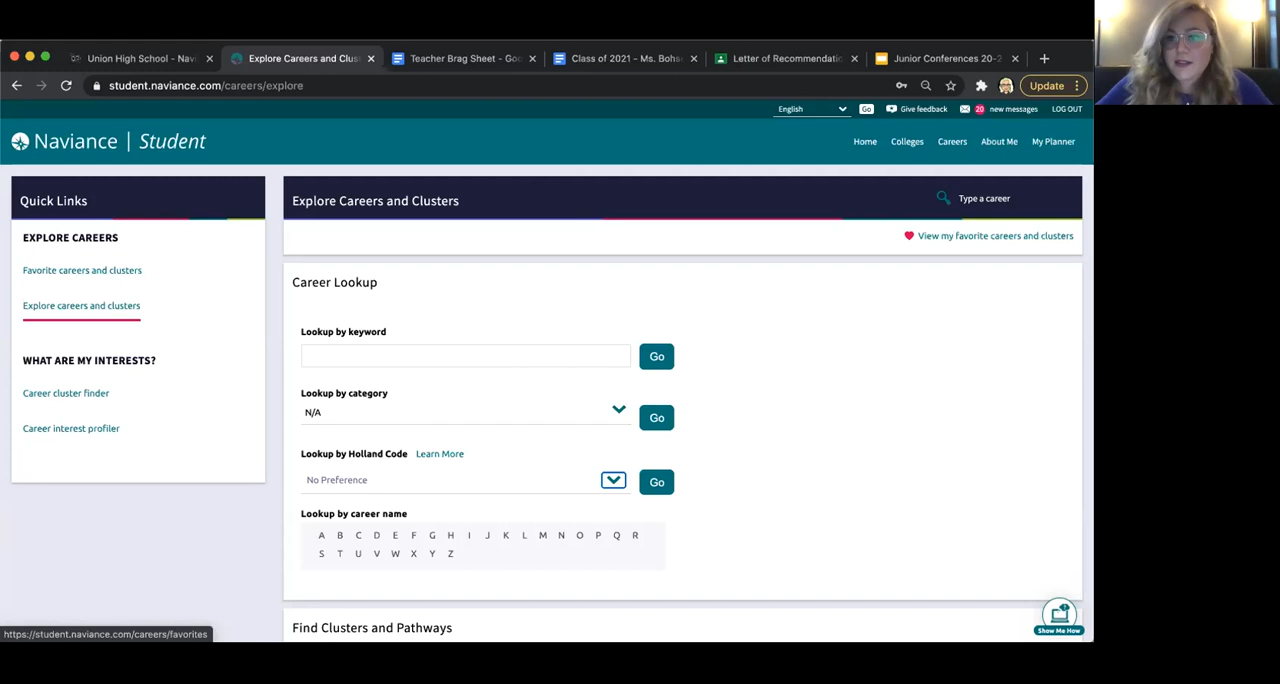 Union High School - Navi
Explore Careers and Clus
Teacher Brag Sheet - Goo
Class of 2021 - Ms. Bohs
Letter of Recommendatio
Junior Conferences 20-2
student.naviance.com/careers/explore
Update
English
Go
Give feedback
20
new messages
LOG OUT
Naviance | Student
Home
Colleges
Careers
About Me
My Planner
Quick Links
EXPLORE CAREERS
Favorite careers and clusters
Explore careers and clusters
WHAT ARE MY INTERESTS?
Career cluster finder
Career interest profiler
Explore Careers and Clusters
Type a career
View my favorite careers and clusters
Career Lookup
Lookup by keyword
Go
Lookup by category
N/A
Go
Lookup by Holland Code Learn More
No Preference
Go
Lookup by career name
A B C D E F G H I J K L M N O P Q R
S T U V W X Y Z
Find Clusters and Pathways
Show Me How
https://student.naviance.com/careers/favorites